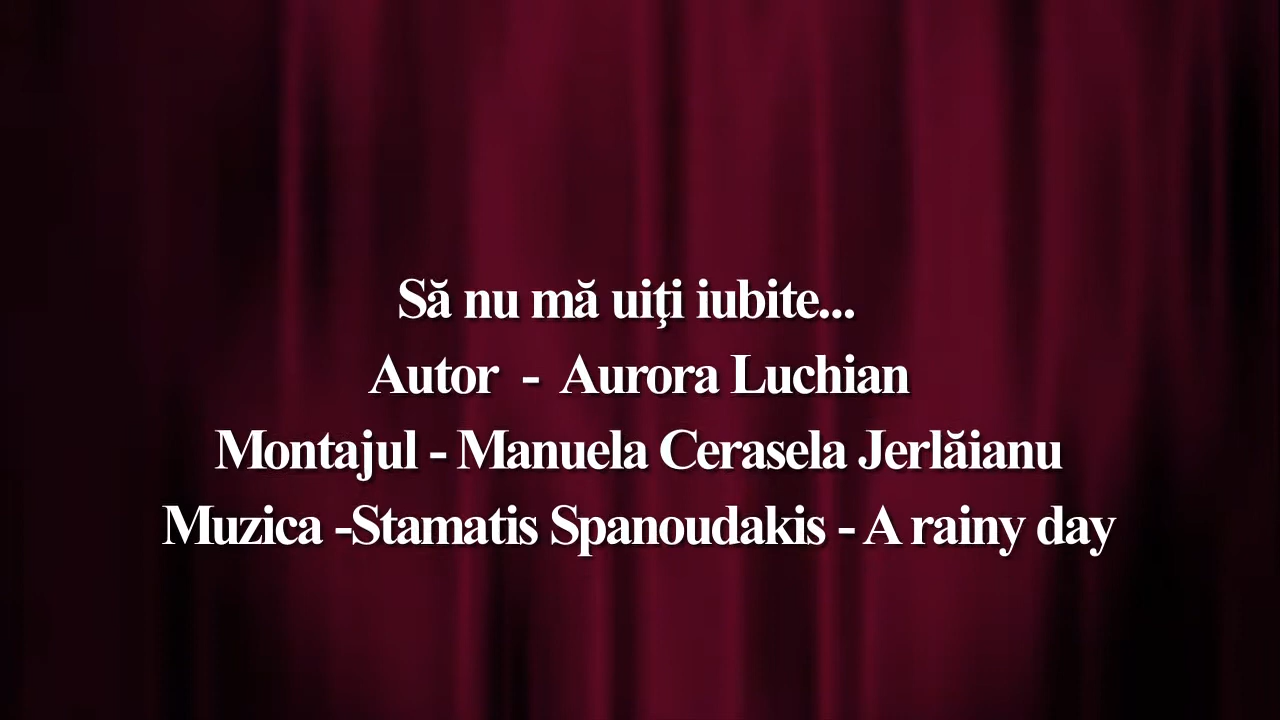 Să nu mă uiţi iubite...
Autor - Aurora Luchian
Montajul - Manuela Cerasela Jerlăianu
Muzica -Stamatis Spanoudakis - A rainy day